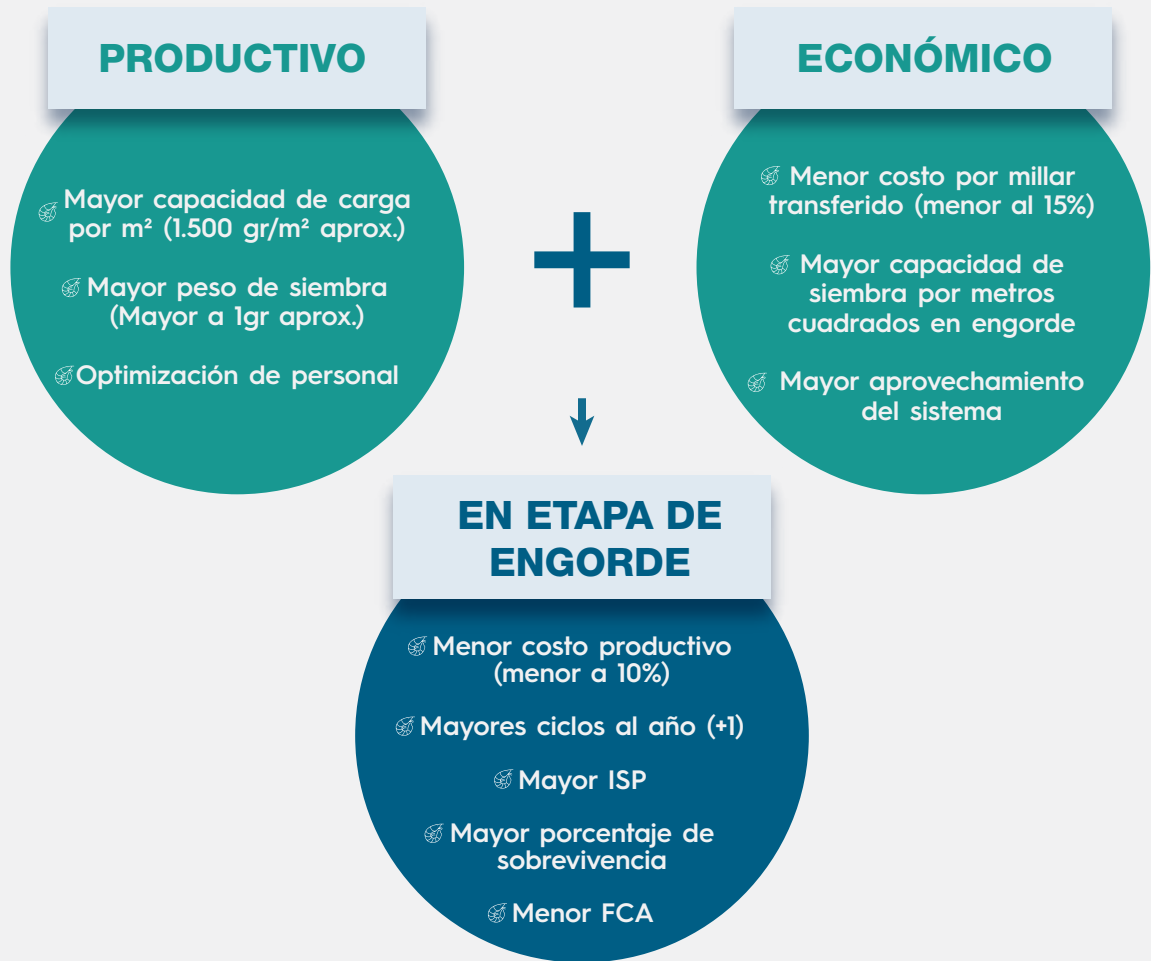 PRODUCTIVO
Mayor capacidad de carga
por m² (1.500 gr/m² aprox.)
Mayor peso de siembra
(Mayor a 1gr aprox.)
Optimización de personal
ECONÓMICO
Menor costo por millar
transferido (menor al 15%)
Mayor capacidad de
siembra por metros
cuadrados en engorde
Mayor aprovechamiento
del sistema
EN ETAPA DE
ENGORDE
Menor costo productivo
(menor a 10%)
Mayores ciclos al año (+1)
Mayor ISP
Mayor porcentaje de
sobrevivencia
Menor FCA